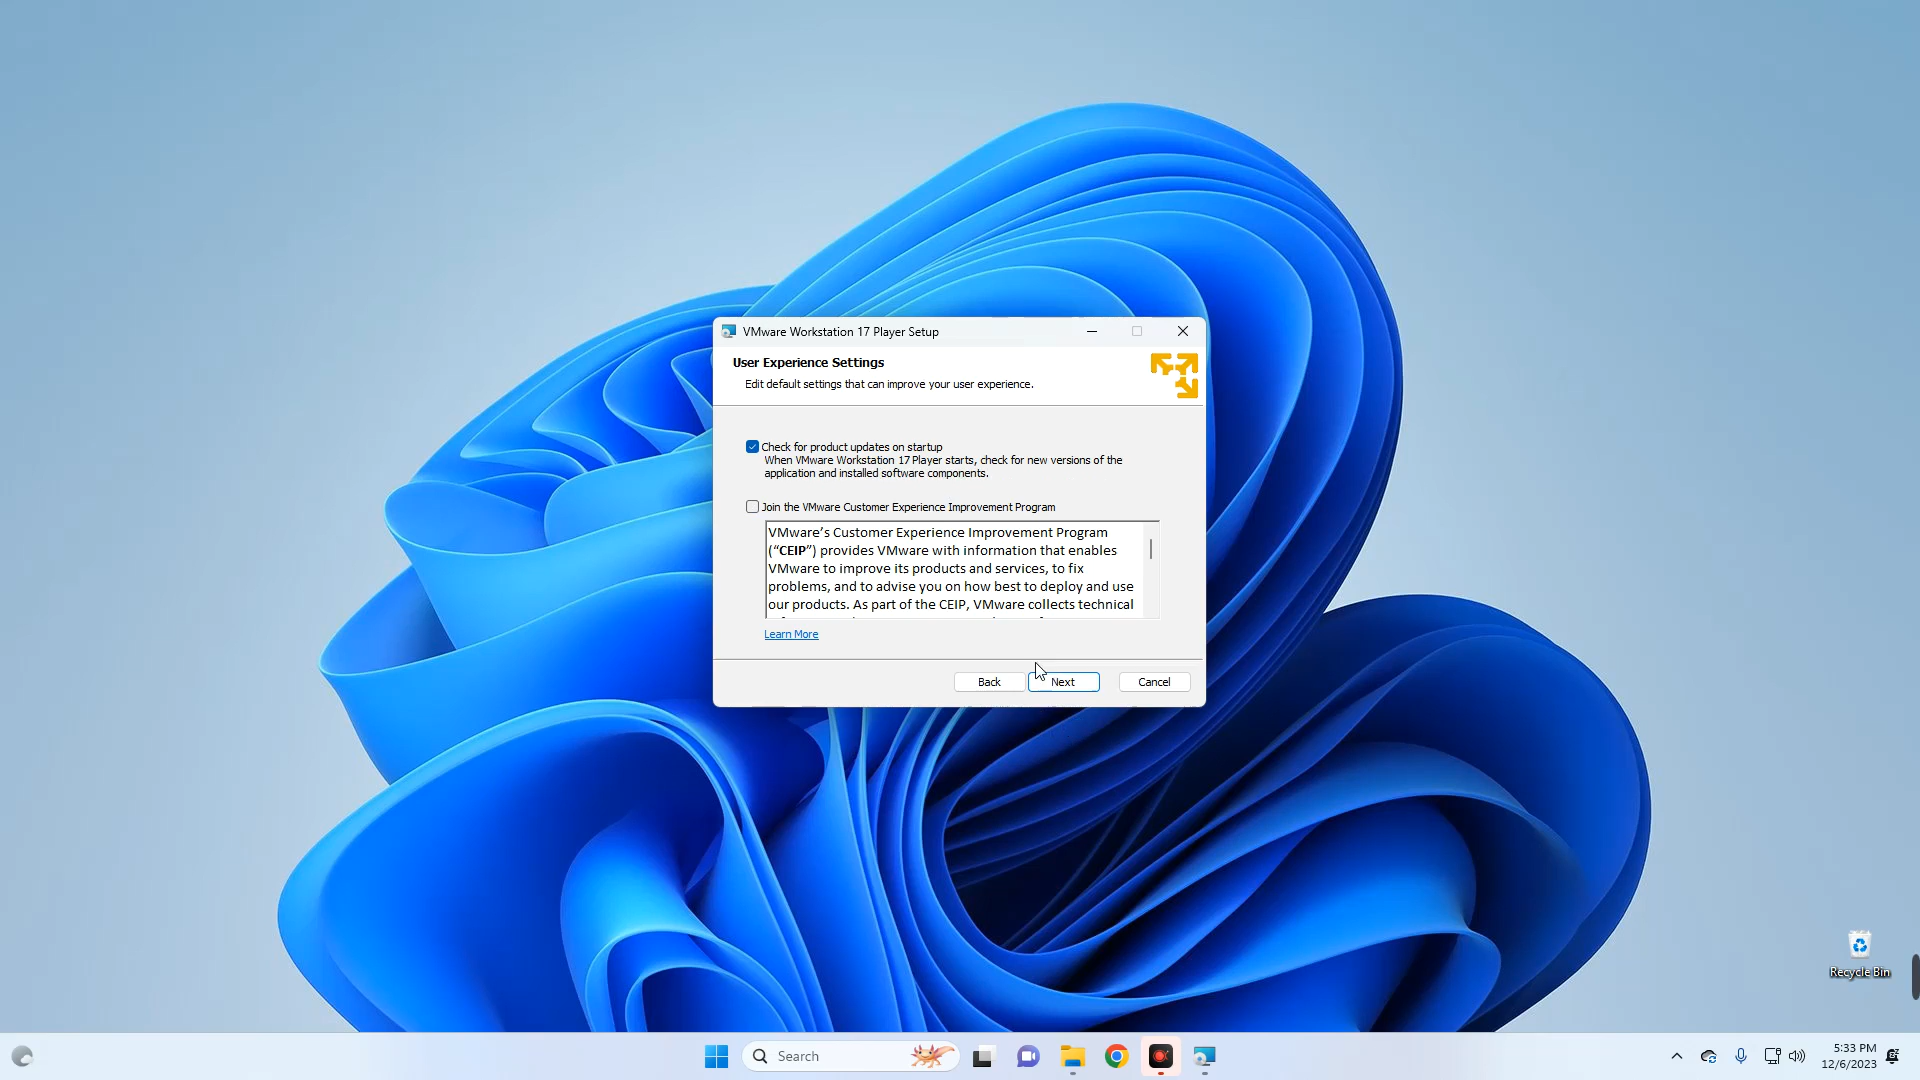 VMware Workstation 17 Player Setup
User Experience Settings
Edit default settings that can improve your user experience.
Check for product updates on startup
When VMware Workstation 17 Player starts, check for new versions of the
application and installed software components.
Join the VMware Customer Experience Improvement Program
VMware’s Customer Experience Improvement Program
(“CEIP”) provides VMware with information that enables
VMware to improve its products and services, to fix
problems, and to advise you on how best to deploy and use
our products. As part of the CEIP, VMware collects technical
Learn More
Back
Next
Cancel
Recycle Bin
Search
5:33 PM
12/6/2023